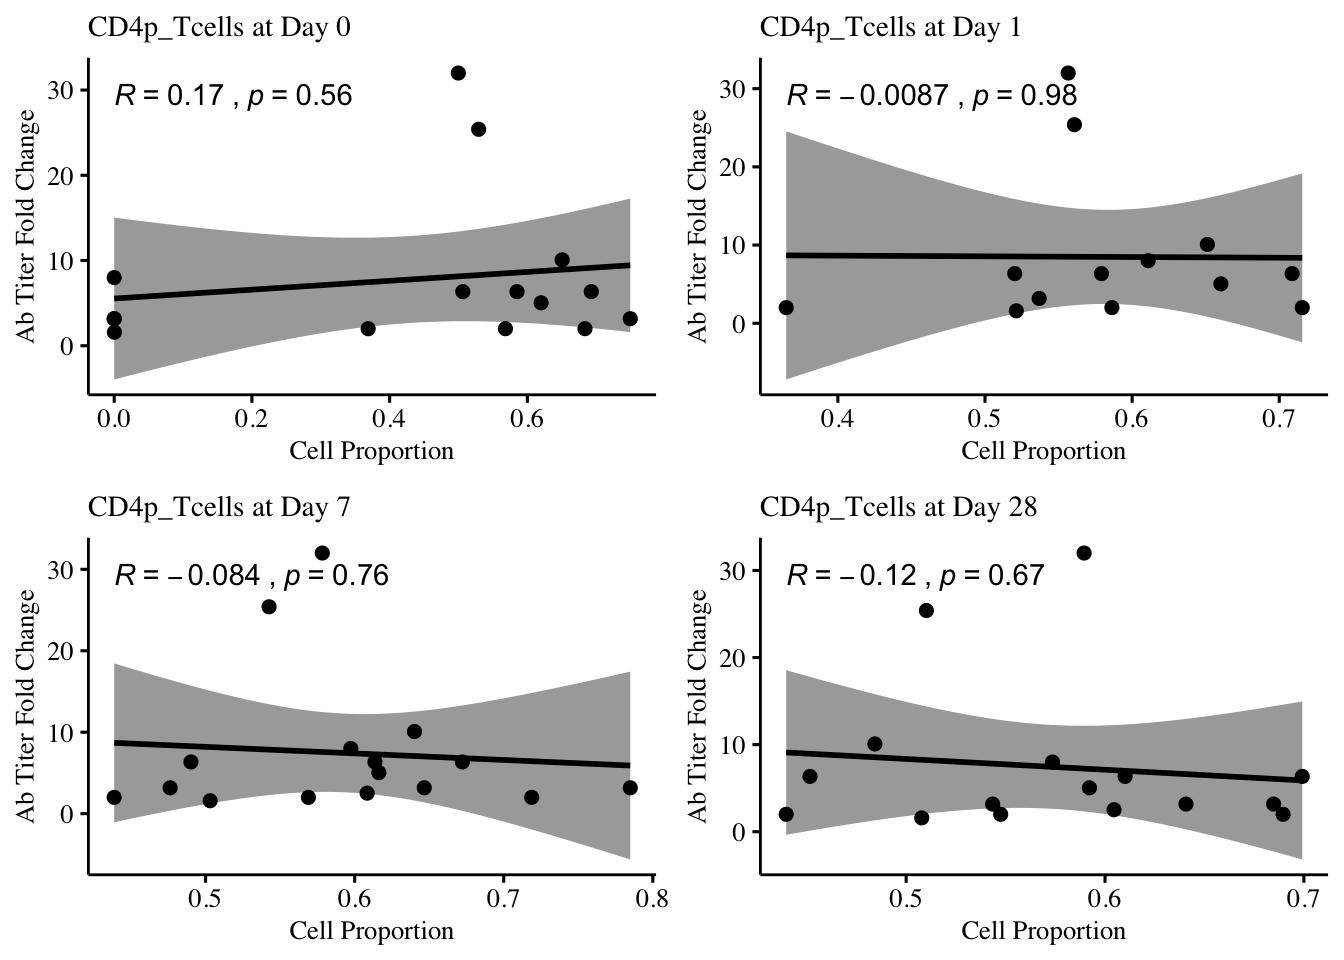 CD4p_Tcells at Day 0
R = 0.17 , p = 0.56
Ab Titer Fold Change
30
20
10
0
0.0 0.2 0.4 0.6
Cell Proportion
CD4p_Tcells at Day 1
R = −0.0087 , p = 0.98
Ab Titer Fold Change
30
20
10
0
0.4 0.5 0.6 0.7
Cell Proportion
CD4p_Tcells at Day 7
R = −0.084 , p = 0.76
Ab Titer Fold Change
30
20
10
0
0.5 0.6 0.7 0.8
Cell Proportion
CD4p_Tcells at Day 28
R = −0.12 , p = 0.67
Ab Titer Fold Change
30
20
10
0
0.5 0.6 0.7
Cell Proportion